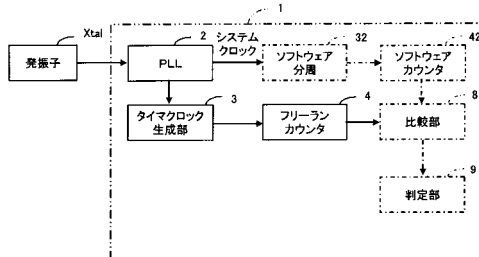 1
Xtal
2
システム
クロック
32
42
発振子
PLL
ソフトウェア
分周
ソフトウェア
カウンタ
3
4
8
タイマクロック
生成部
フリーラン
カウンタ
比較部
9
判定部